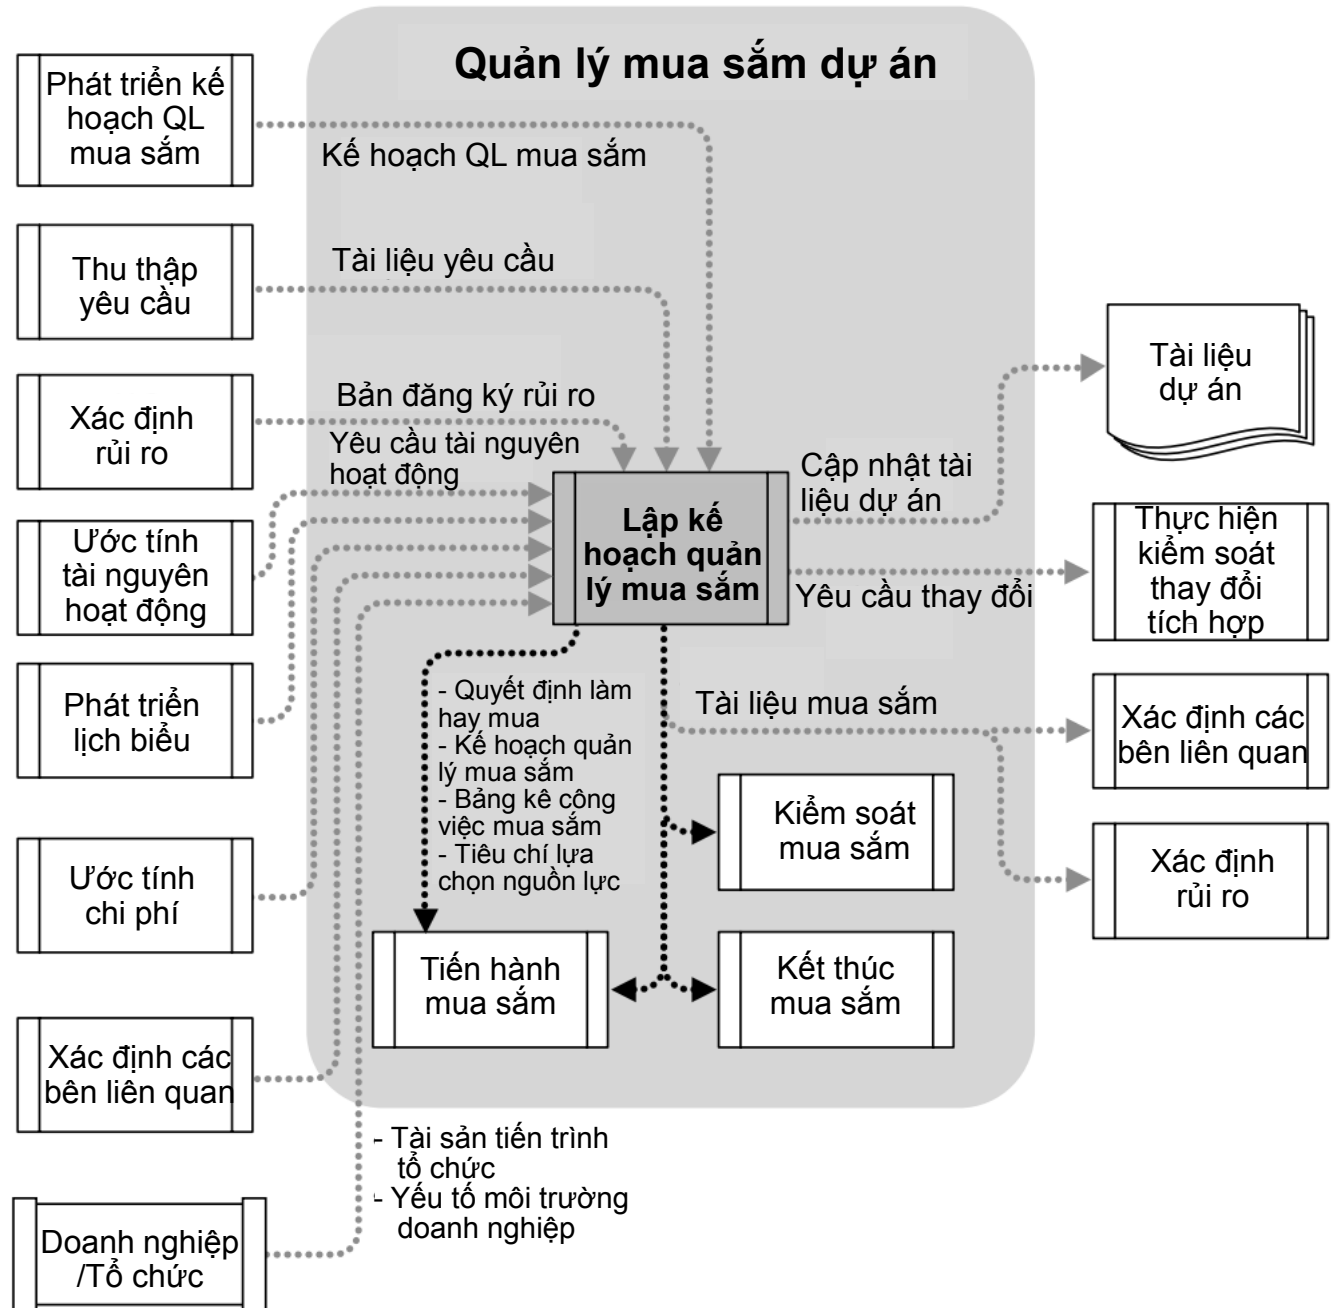 Quản lý mua sắm dự án
Phát triển kế
hoạch QL
mua sắm
Kế hoạch QL mua sắm
Thu thập
yêu cầu
Tài liệu yêu cầu
Xác định
rủi ro
Bản đăng ký rủi ro
Yêu cầu tài nguyên
hoạt động
Ước tính
tài nguyên
hoạt động
Phát triển
lịch biểu
Ước tính
chi phí
Xác định các
bên liên quan
Doanh nghiệp
/Tổ chức
- Tài sản tiến trình
tổ chức
- Yếu tố môi trường
doanh nghiệp
Lập kế
hoạch quản
lý mua sắm
Cập nhật tài
liệu dự án
Tài liệu
dự án
Yêu cầu thay đổi
Thực hiện
kiểm soát
thay đổi
tích hợp
- Quyết định làm
hay mua
- Kế hoạch quản
lý mua sắm
- Bảng kê công
việc mua sắm
- Tiêu chí lựa
chọn nguồn lực
Tài liệu mua sắm
Xác định các
bên liên quan
Kiểm soát
mua sắm
Xác định
rủi ro
Tiến hành
mua sắm
Kết thúc
mua sắm